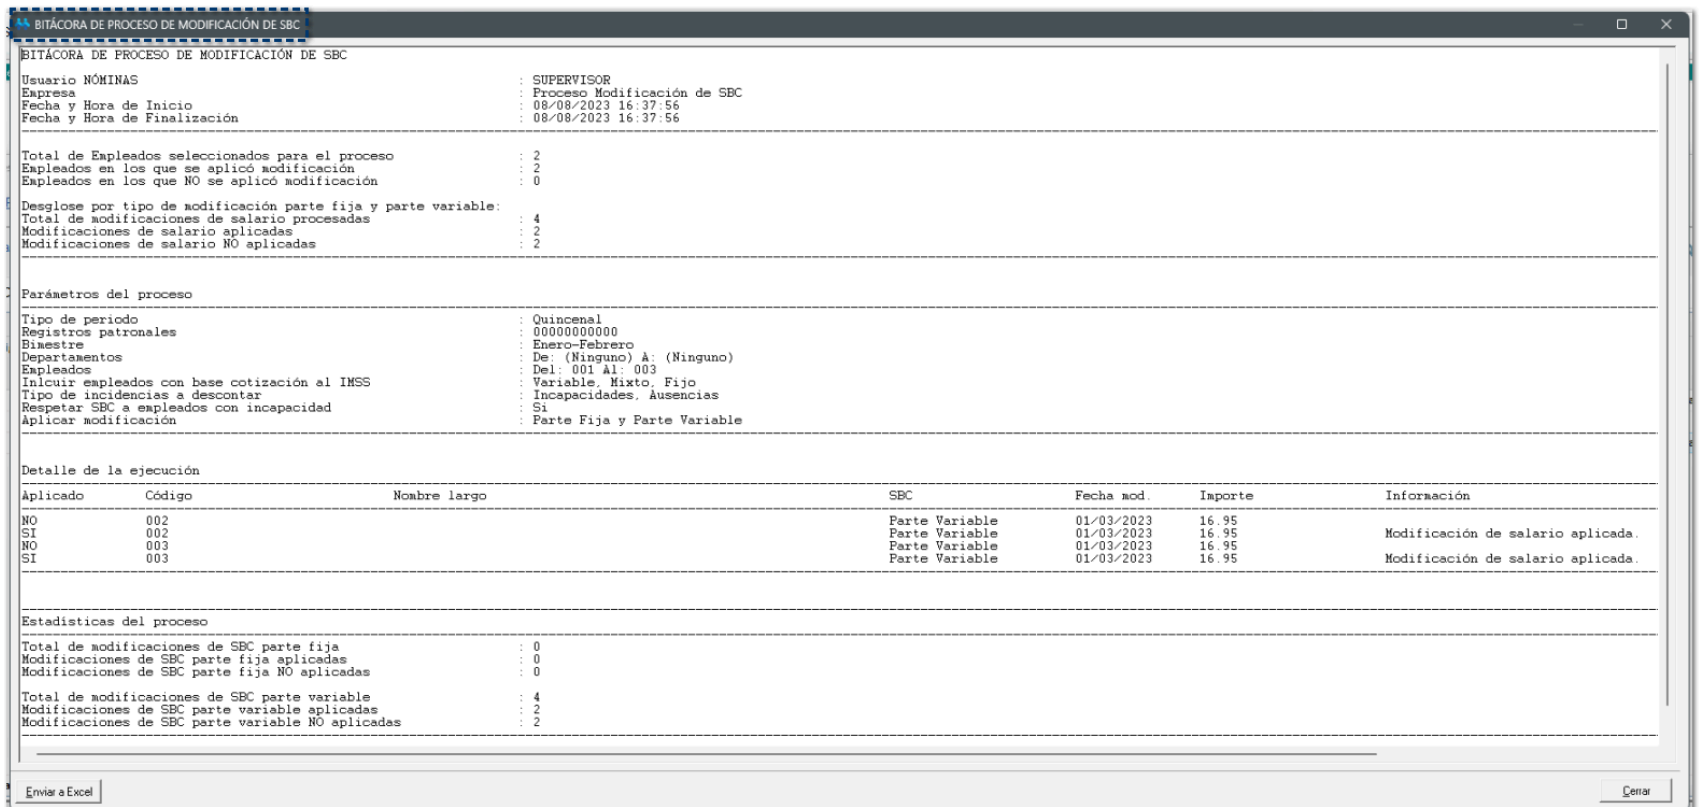 BITÁCORA DE PROCESO DE MODIFICACIÓN DE SBC
BITÁCORA DE PROCESO DE MODIFICACIÓN DE SBC
Usuario NÓMINAS : SUPERVISOR
Empresa : Proceso Modificación de SBC
Fecha y Hora de Inicio : 08/08/2023 16:37:56
Fecha y Hora de Finalización : 08/08/2023 16:37:56
Total de Empleados seleccionados para el proceso : 2
Empleados en los que se aplicó modificación : 2
Empleados en los que NO se aplicó modificación : 0
Desglose por tipo de modificación parte fija y parte variable:
Total de modificaciones de salario procesadas : 4
Modificaciones de salario aplicadas : 2
Modificaciones de salario NO aplicadas : 2
Parámetros del proceso
Tipo de periodo : Quincenal
Registros patronales : 00000000000
Bimestre : Enero-Febrero
Departamentos : De: (Ninguno) A: (Ninguno)
Empleados : Del: 001 Al: 003
Inlcuir empleados con base cotización al IMSS : Variable, Mixto, Fijo
Tipo de incidencias a descontar : Incapacidades, Ausencias
Respetar SBC a empleados con incapacidad : Si
Aplicar modificación : Parte Fija y Parte Variable
Detalle de la ejecución
Aplicado Código Nombre largo SBC Fecha mod. Importe Información
NO 002 Parte Variable 01/03/2023 16.95
SI 002 Parte Variable 01/03/2023 16.95 Modificación de salario aplicada.
NO 003 Parte Variable 01/03/2023 16.95
SI 003 Parte Variable 01/03/2023 16.95 Modificación de salario aplicada.
Estadísticas del proceso
Total de modificaciones de SBC parte fija : 0
Modificaciones de SBC parte fija aplicadas : 0
Modificaciones de SBC parte fija NO aplicadas : 0
Total de modificaciones de SBC parte variable : 4
Modificaciones de SBC parte variable aplicadas : 2
Modificaciones de SBC parte variable NO aplicadas : 2
Enviar a Excel Cerrar